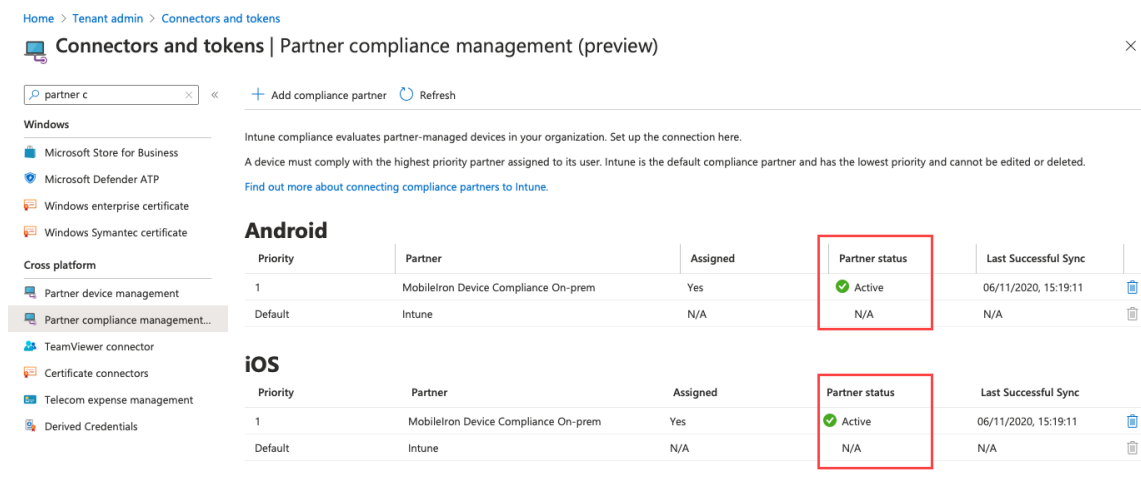 Home > Tenant admin > Connectors and tokens
Connectors and tokens | Partner compliance management (preview)
partner c
Add compliance partner
Refresh
Windows
Microsoft Store for Business
Microsoft Defender ATP
Windows enterprise certificate
Windows Symantec certificate
Cross platform
Partner device management
Partner compliance management...
TeamViewer connector
Certificate connectors
Telecom expense management
Derived Credentials
Intune compliance evaluates partner-managed devices in your organization. Set up the connection here.
A device must comply with the highest priority partner assigned to its user. Intune is the default compliance partner and has the lowest priority and cannot be edited or deleted.
Find out more about connecting compliance partners to Intune.
Android
Priority Partner Assigned Partner status Last Successful Sync
1 MobileIron Device Compliance On-prem Yes Active 06/11/2020, 15:19:11
Default Intune N/A N/A N/A
iOS
Priority Partner Assigned Partner status Last Successful Sync
1 MobileIron Device Compliance On-prem Yes Active 06/11/2020, 15:19:11
Default Intune N/A N/A N/A